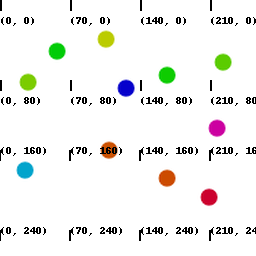 (0, 0) (70, 0) (140, 0) (210, 0)
(0, 80) (70, 80) (140, 80) (210, 80)
(0, 160) (70, 160) (140, 160) (210, 16
(0, 240) (70, 240) (140, 240) (210, 24